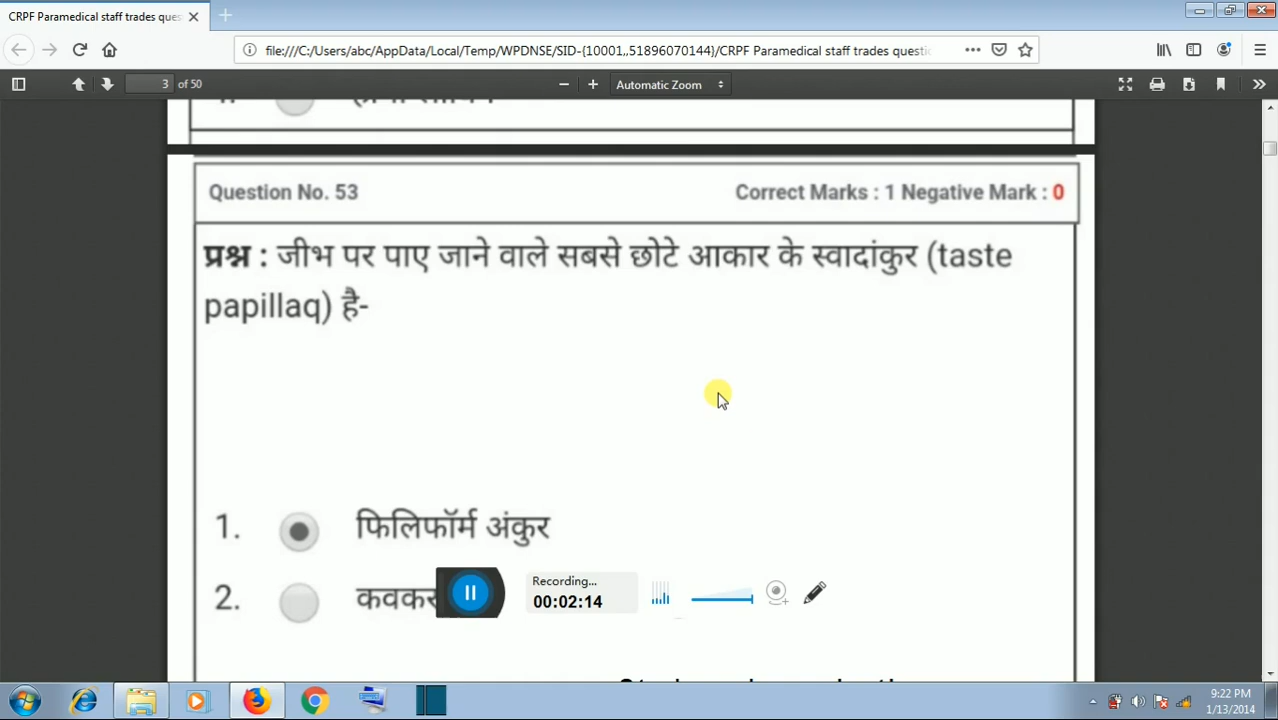 CRPF Paramedical staff trades ques
file:///C:/Users/abc/AppData/Local/Temp/WPDNSE/SID-{10001,,51896070144}/CRPF Paramedical staff trades questi
3 of 50
Automatic Zoom
Question No. 53 Correct Marks : 1 Negative Mark : 0
प्रश्न : जीभ पर पाए जाने वाले सबसे छोटे आकार के स्वादांकुर (taste
papillaq) है-
1. फिलिफॉर्म अंकुर
2.
Recording...
00:02:14
9:22 PM
1/13/2014